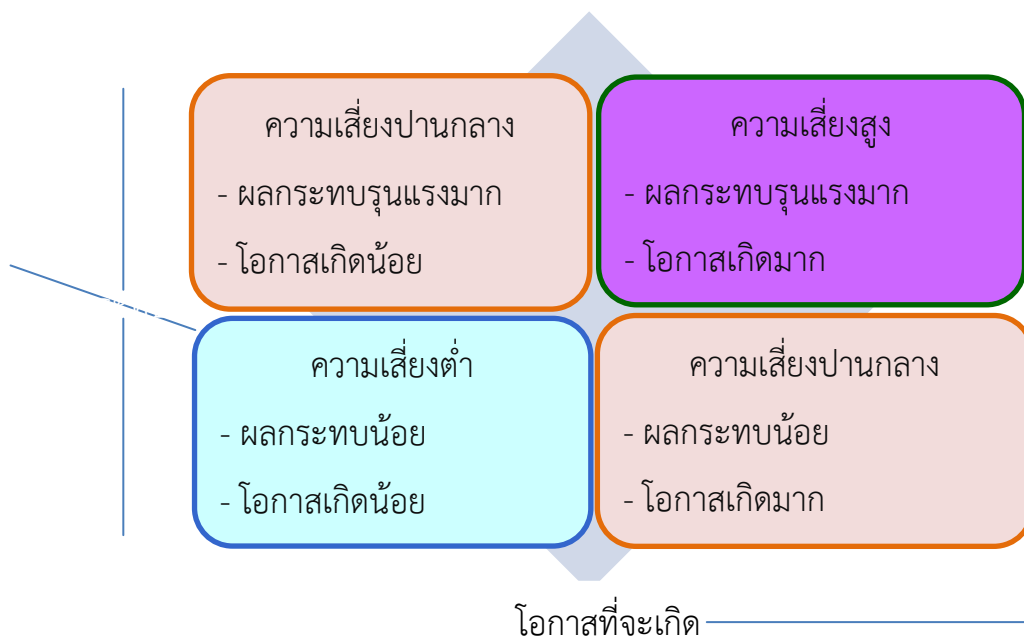 ความเสี่ยงปานกลาง
- ผลกระทบรุนแรงมาก
- โอกาสเกิดน้อย
ความเสี่ยงสูง
- ผลกระทบรุนแรงมาก
- โอกาสเกิดมาก
ความเสี่ยงต่ำ
- ผลกระทบน้อย
- โอกาสเกิดน้อย
ความเสี่ยงปานกลาง
- ผลกระทบน้อย
- โอกาสเกิดมาก
โอกาสที่จะเกิด